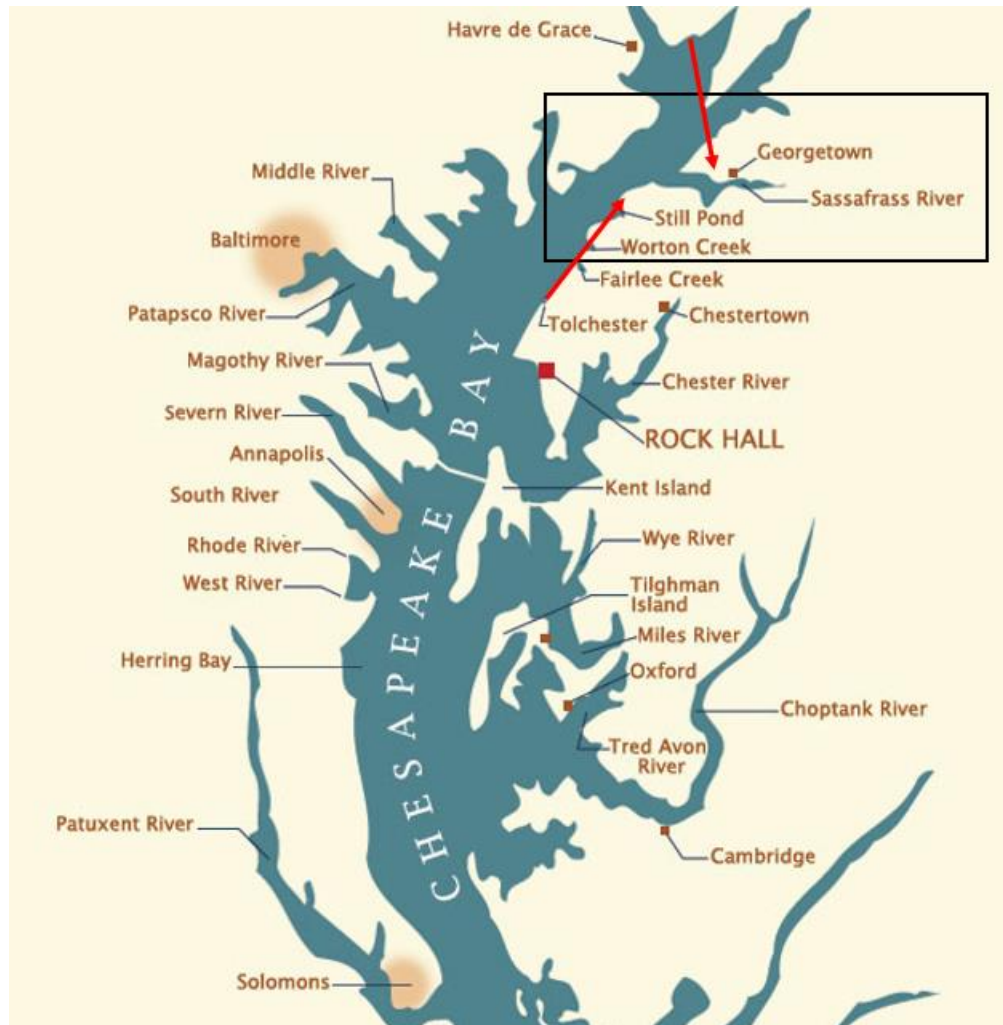 Havre de Grace
Georgetown
Middle River
Sassafrass River
Still Pond
Baltimore
Worton Creek
Fairlee Creek
Patapsco River
Tolchester
Chestertown
Magothy River
Chester River
Severn River
ROCK HALL
Annapolis
Kent Island
South River
Wye River
Rhode River
West River
Tilghman
Island
Miles River
Herring Bay
Oxford
Choptank River
Tred Avon
River
CHESAPEAKE BAY
Patuxent River
Cambridge
Solomons